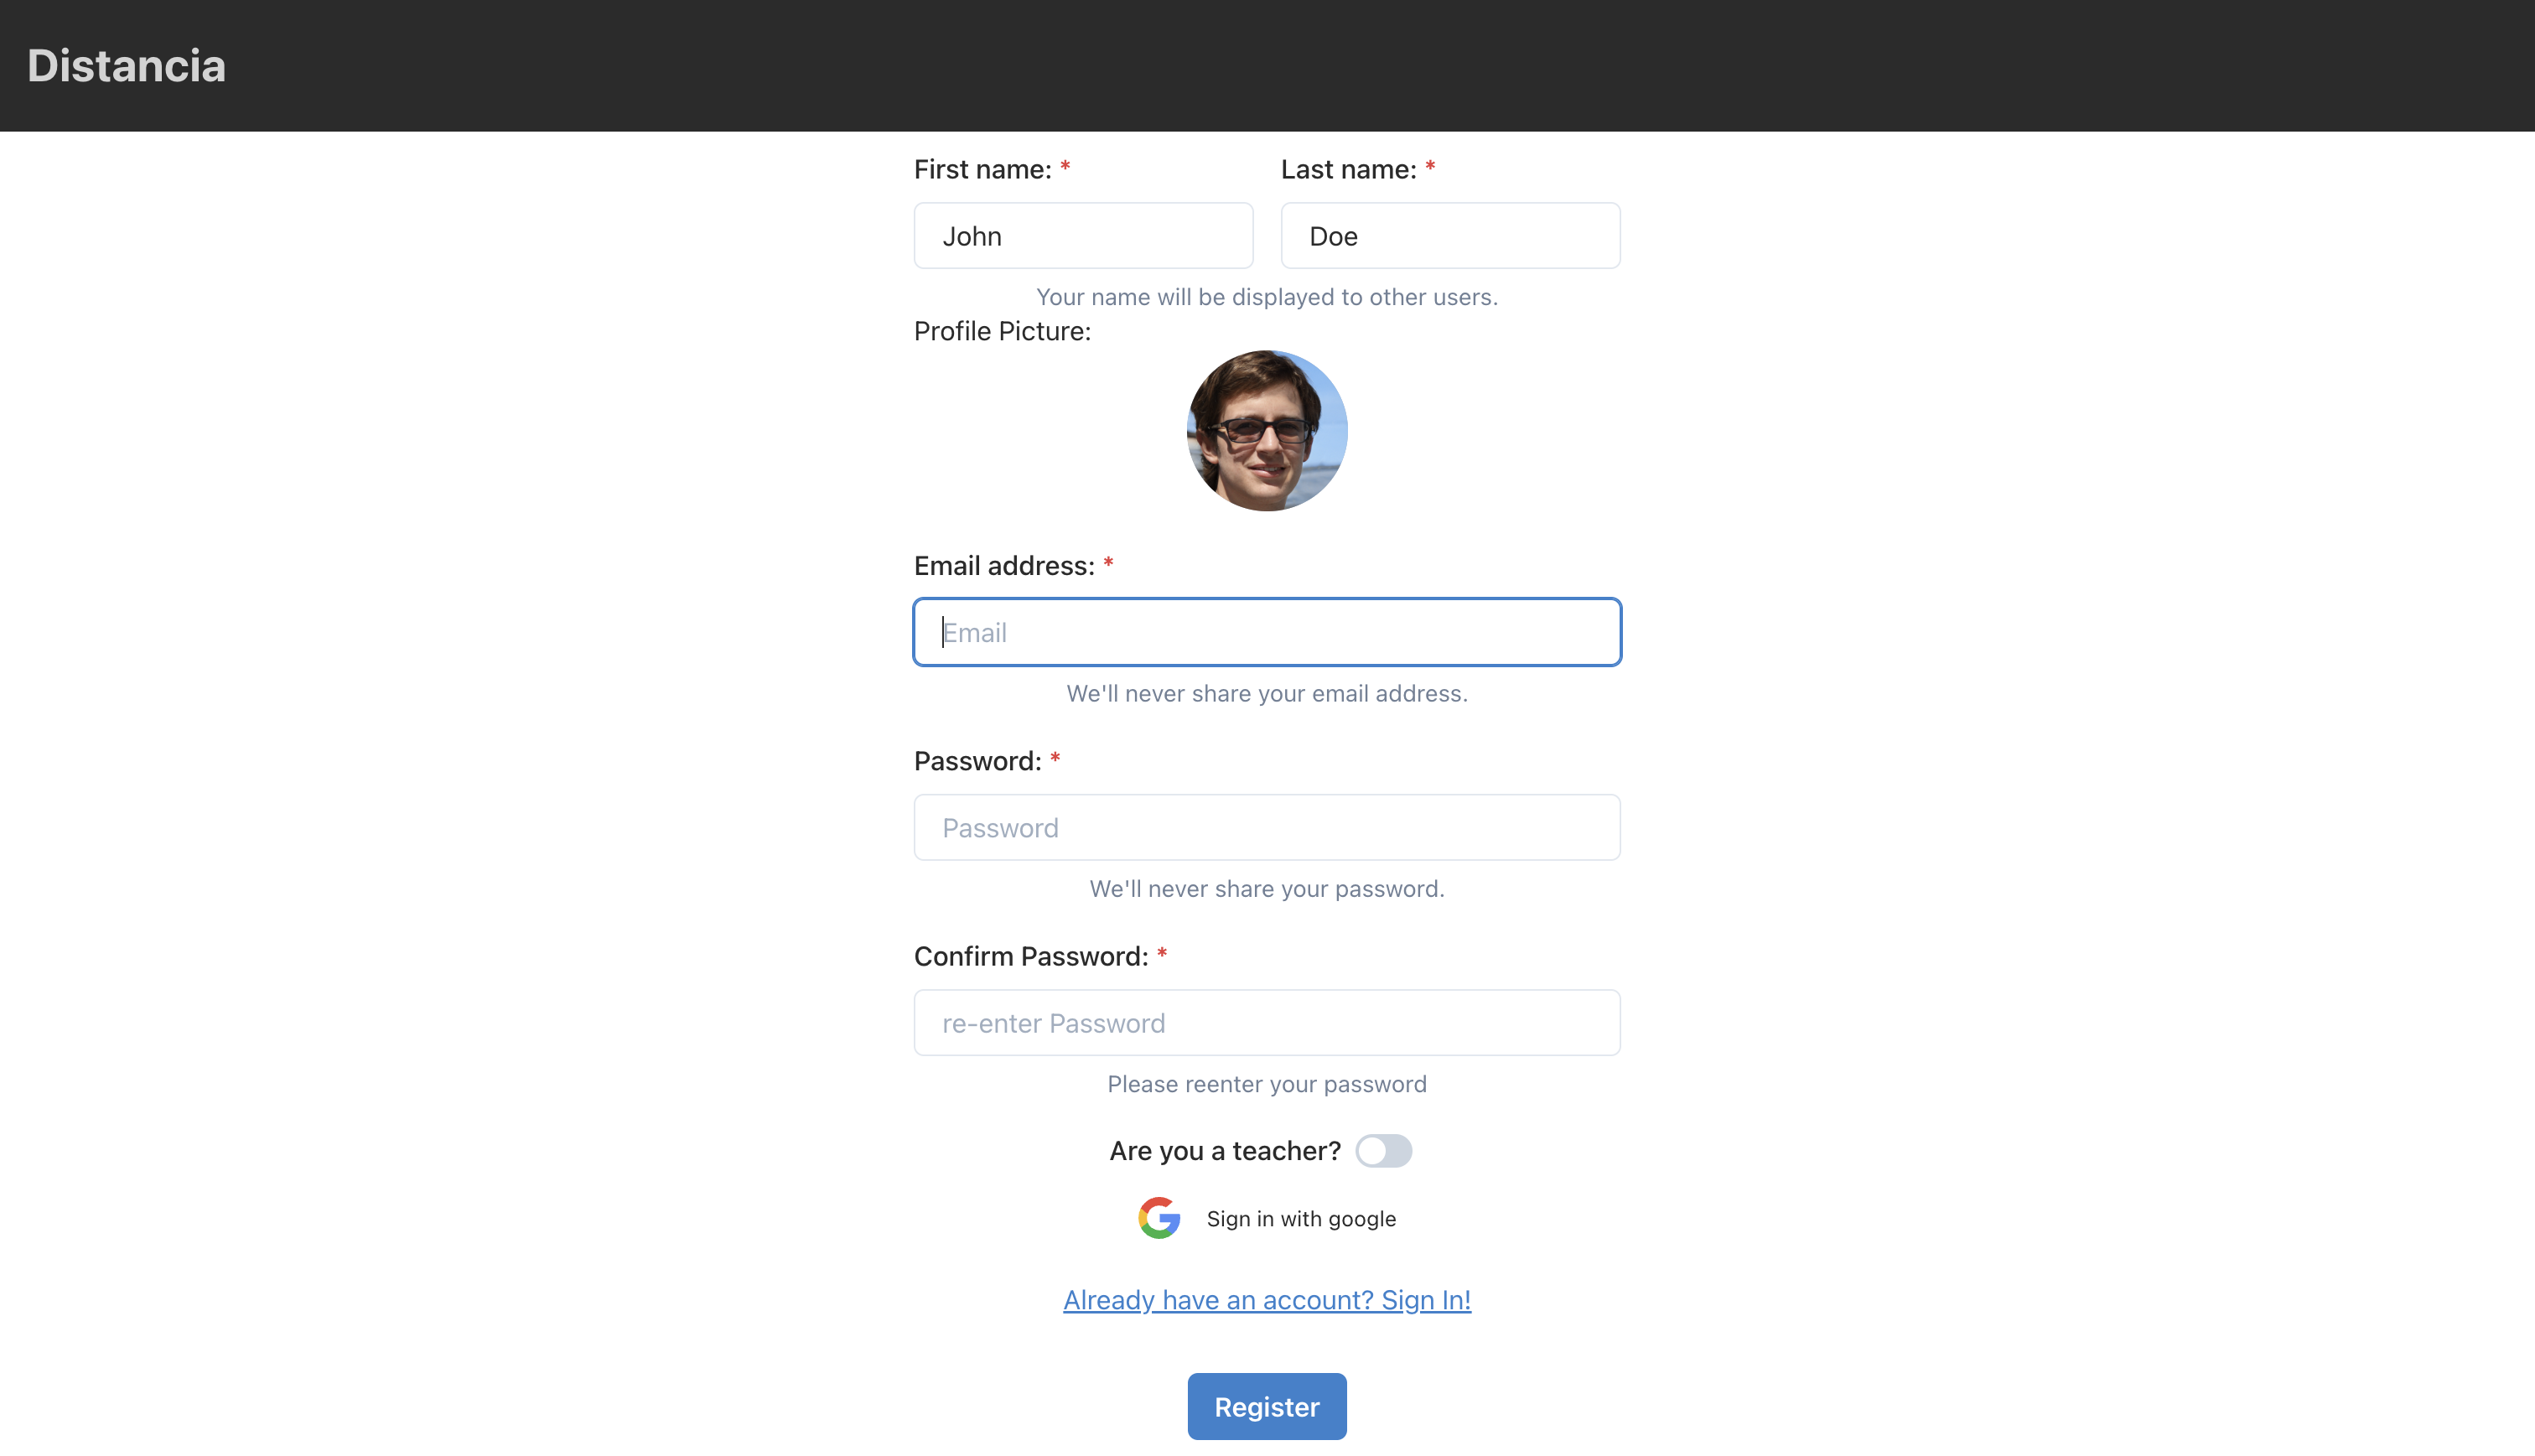 Distancia
First name: * Last name: *
John Doe
Your name will be displayed to other users.
Profile Picture:
Email address: *
Email
We'll never share your email address.
Password: *
Password
We'll never share your password.
Confirm Password: *
re-enter Password
Please reenter your password
Are you a teacher?
Sign in with google
Already have an account? Sign In!
Register